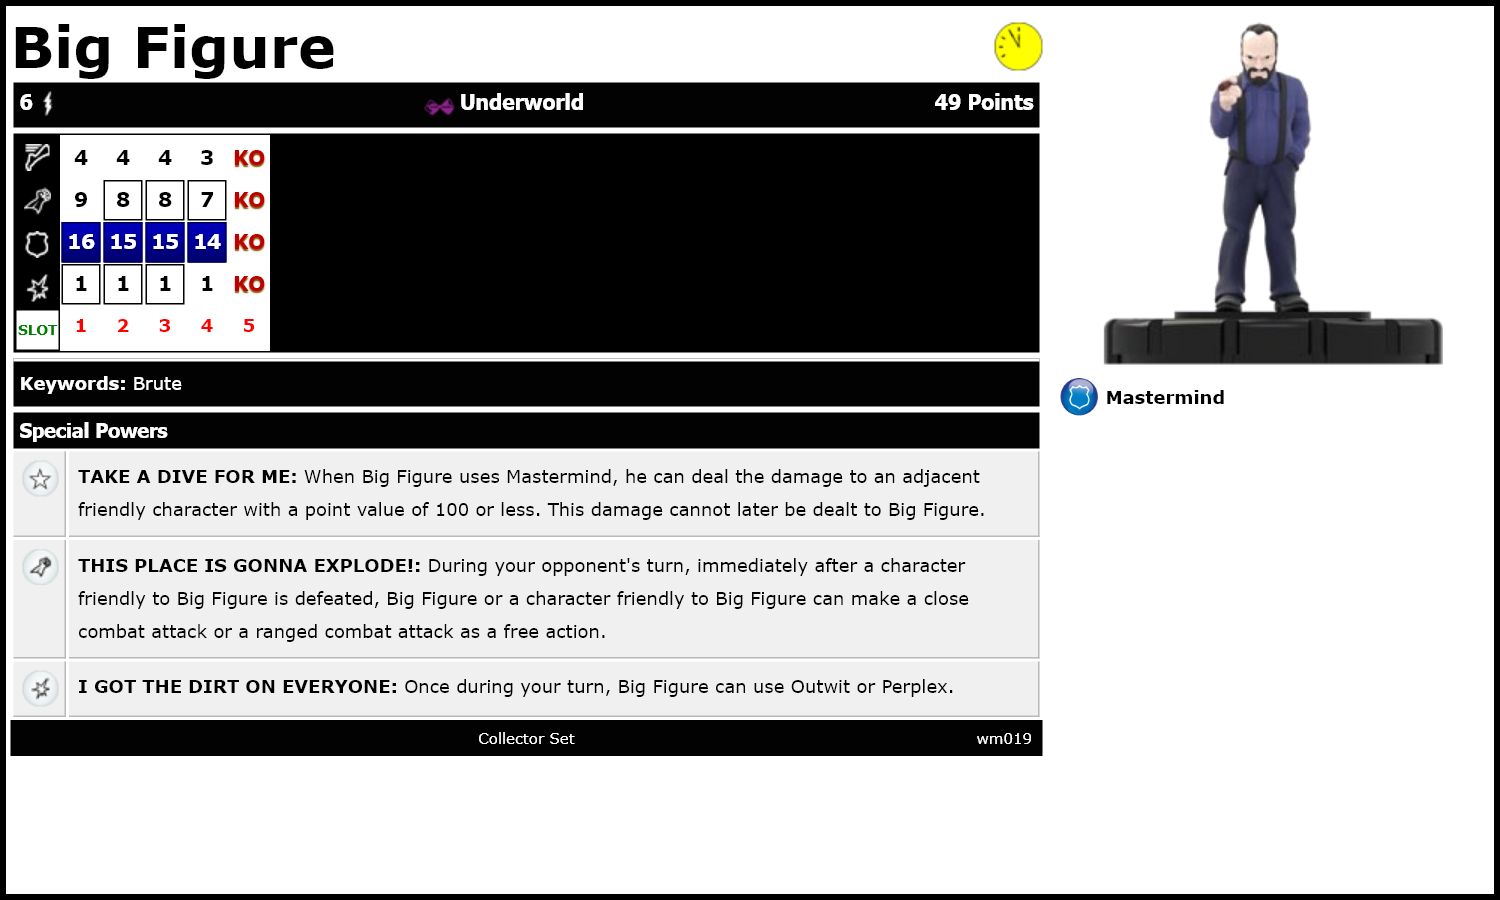 Big Figure
6 Underworld 49 Points
4 4 4 3 KO
9 8 8 7 KO
16 15 15 14 KO
1 1 1 1 KO
SLOT 1 2 3 4 5
Keywords: Brute
Mastermind
Special Powers
TAKE A DIVE FOR ME: When Big Figure uses Mastermind, he can deal the damage to an adjacent
friendly character with a point value of 100 or less. This damage cannot later be dealt to Big Figure.
THIS PLACE IS GONNA EXPLODE!: During your opponent's turn, immediately after a character
friendly to Big Figure is defeated, Big Figure or a character friendly to Big Figure can make a close
combat attack or a ranged combat attack as a free action.
I GOT THE DIRT ON EVERYONE: Once during your turn, Big Figure can use Outwit or Perplex.
Collector Set wm019